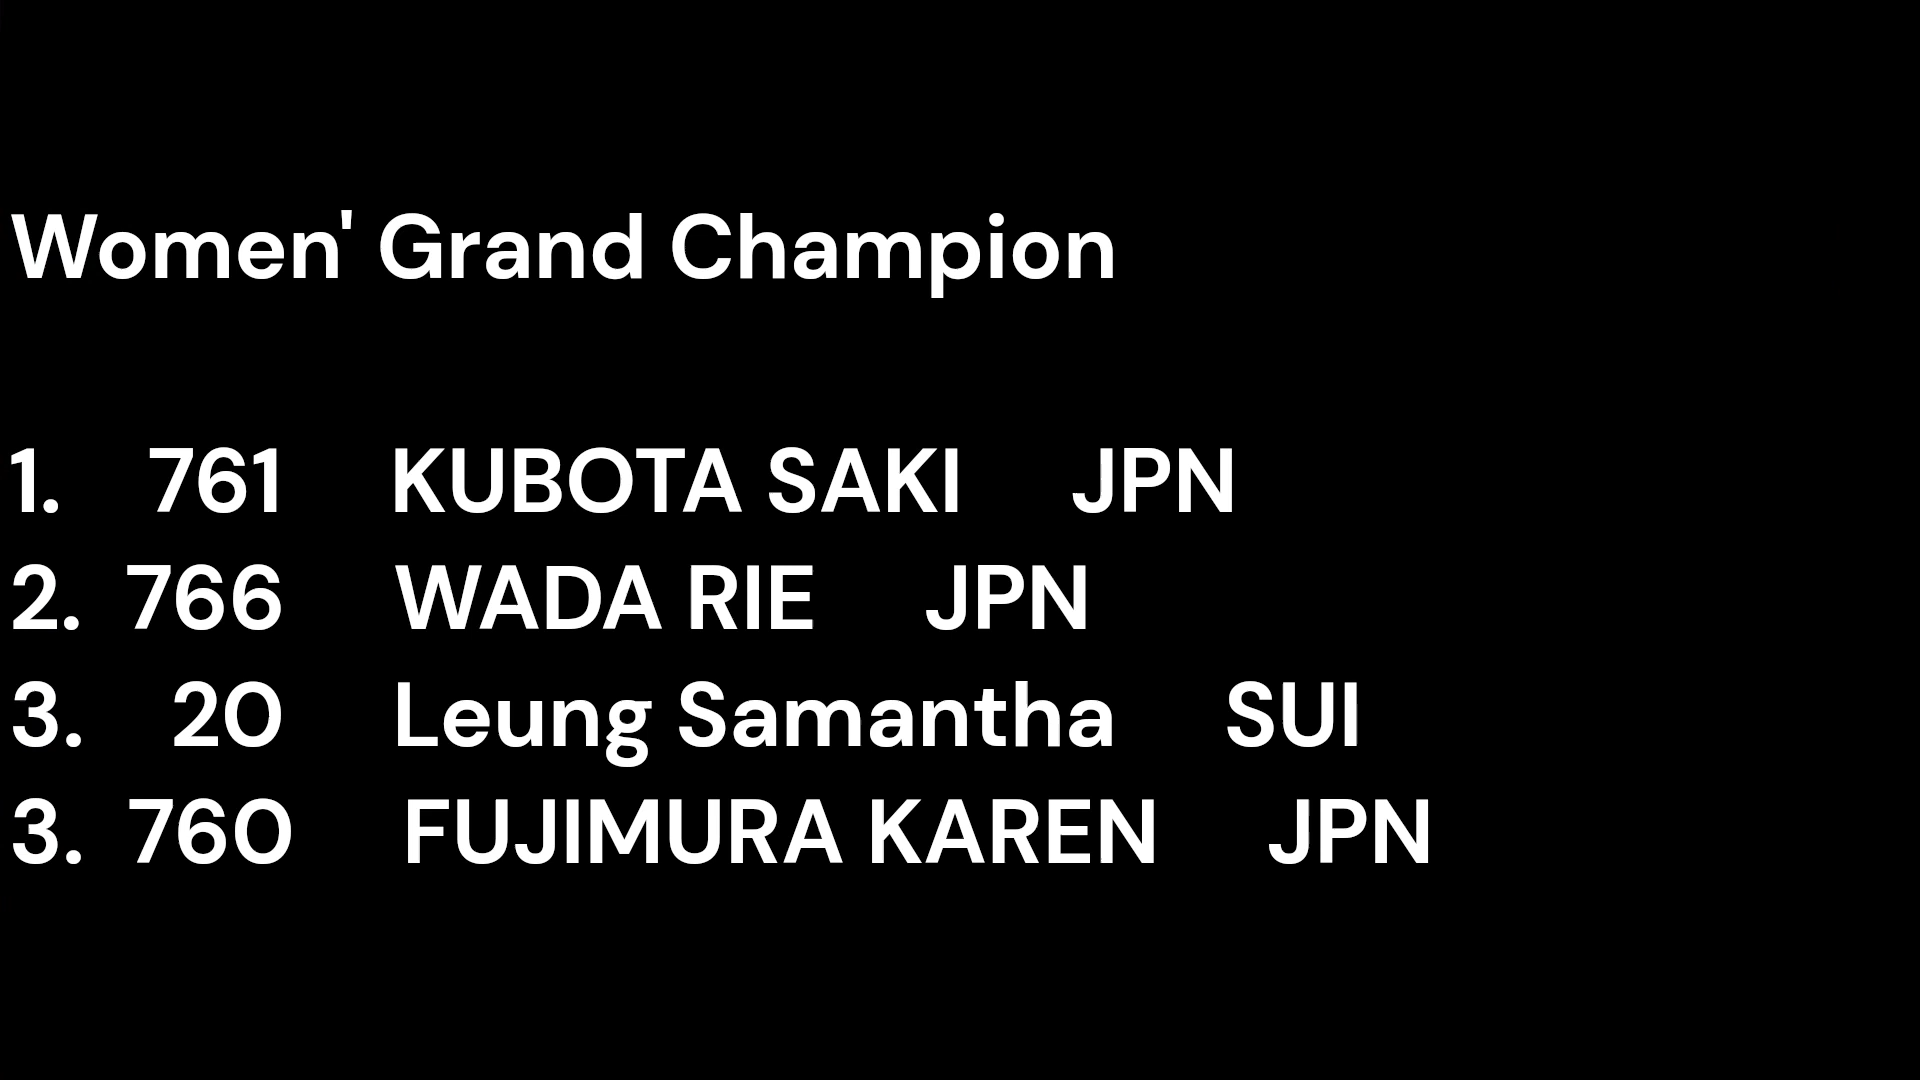 Women' Grand Champion
1. 761 KUBOTA SAKI JPN
2. 766 WADA RIE JPN
3. 20 Leung Samantha SUI
3. 760 FUJIMURA KAREN JPN